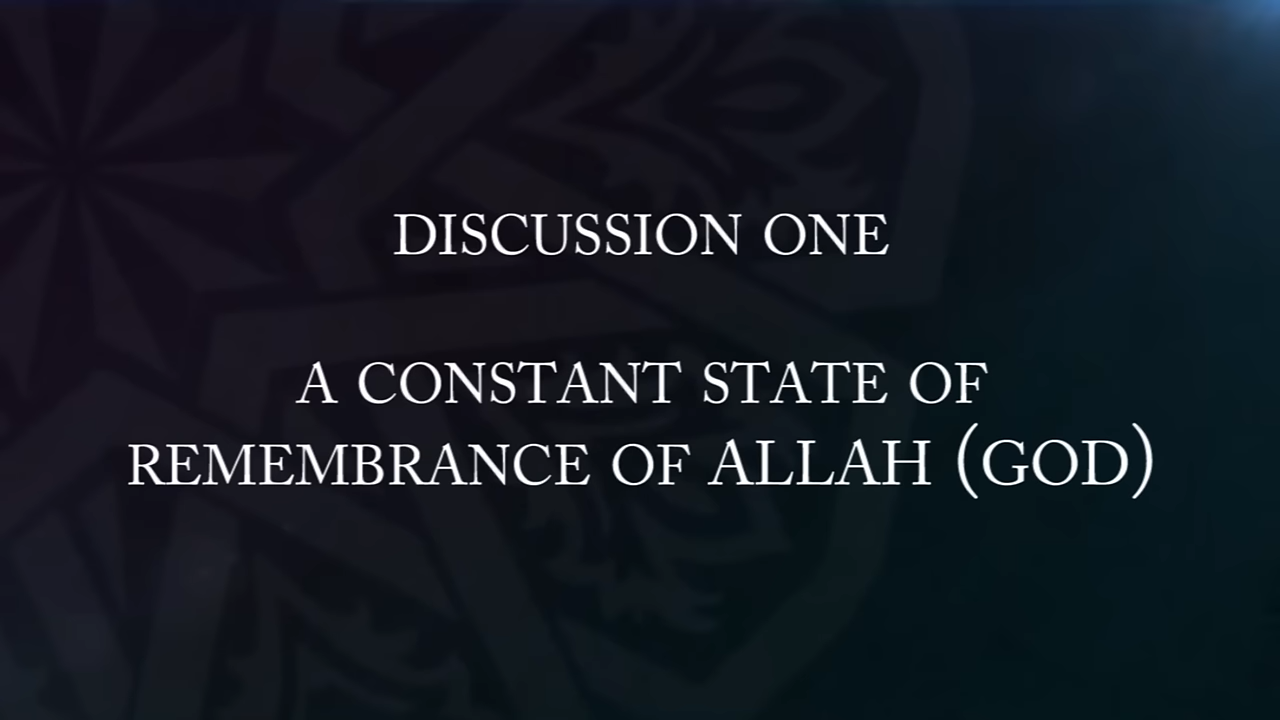 DISCUSSION ONE
A CONSTANT STATE OF
REMEMBRANCE OF ALLAH (GOD)